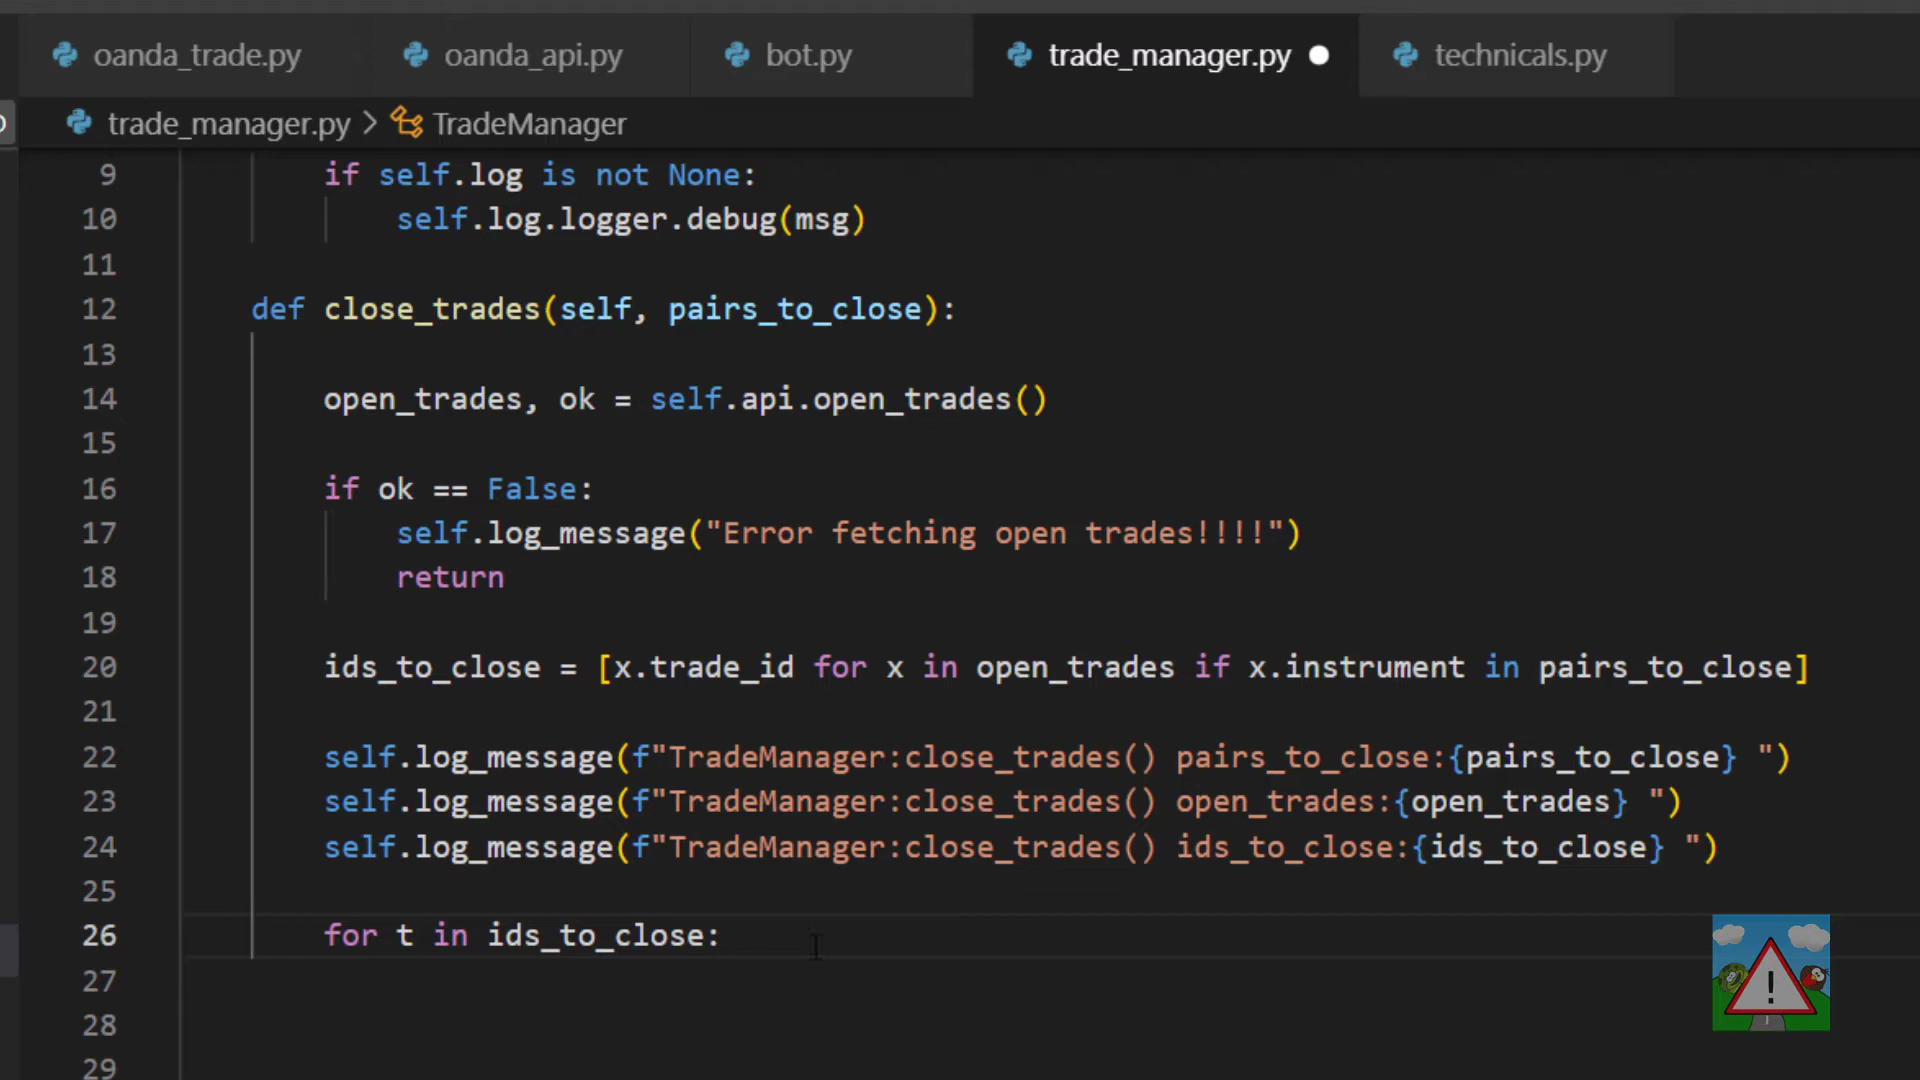 oanda_trade.py oanda_api.py bot.py trade_manager.py technicals.py
trade_manager.py > TradeManager
9 if self.log is not None:
10 self.log.logger.debug(msg)
11
12 def close_trades(self, pairs_to_close):
13
14 open_trades, ok = self.api.open_trades()
15
16 if ok == False:
17 self.log_message("Error fetching open trades!!!!")
18 return
19
20 ids_to_close = [x.trade_id for x in open_trades if x.instrument in pairs_to_close]
21
22 self.log_message(f"TradeManager:close_trades() pairs_to_close:{pairs_to_close} ")
23 self.log_message(f"TradeManager:close_trades() open_trades:{open_trades} ")
24 self.log_message(f"TradeManager:close_trades() ids_to_close:{ids_to_close} ")
25
26 for t in ids_to_close:
27
28
29
!